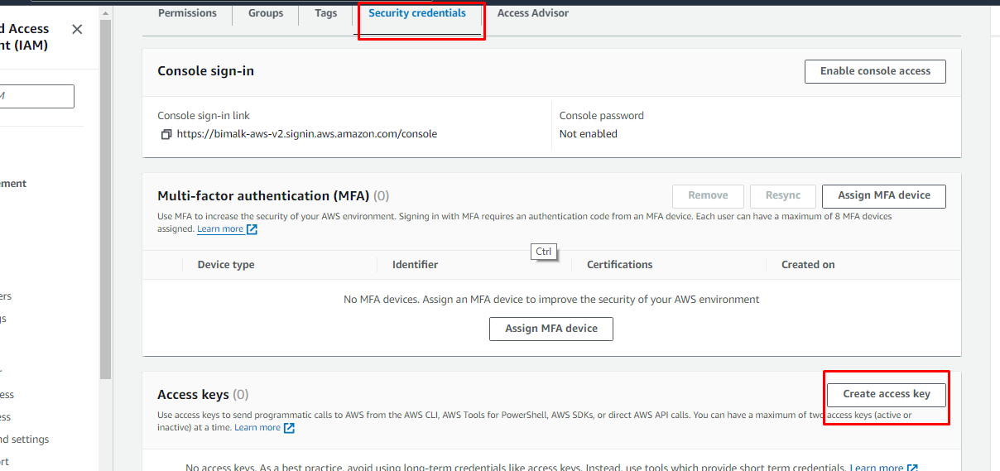 Permissions
Groups
Tags
Security credentials
Access Advisor
d Access
nt (IAM)
M
ement
ers
gs
ess
ess
nd settings
ort
Console sign-in
Enable console access
Console sign-in link
https://bimalk-aws-v2.signin.aws.amazon.com/console
Console password
Not enabled
Multi-factor authentication (MFA) (0)
Remove
Resync
Assign MFA device
Use MFA to increase the security of your AWS environment. Signing in with MFA requires an authentication code from an MFA device. Each user can have a maximum of 8 MFA devices
assigned. Learn more
Ctrl
Device type
Identifier
Certifications
Created on
No MFA devices. Assign an MFA device to improve the security of your AWS environment
Assign MFA device
Access keys (0)
Create access key
Use access keys to send programmatic calls to AWS from the AWS CLI, AWS Tools for PowerShell, AWS SDKs, or direct AWS API calls. You can have a maximum of two access keys (active or
inactive) at a time. Learn more
No access keys. As a best practice, avoid using long-term credentials like access keys. Instead, use tools which provide short term credentials. Learn more